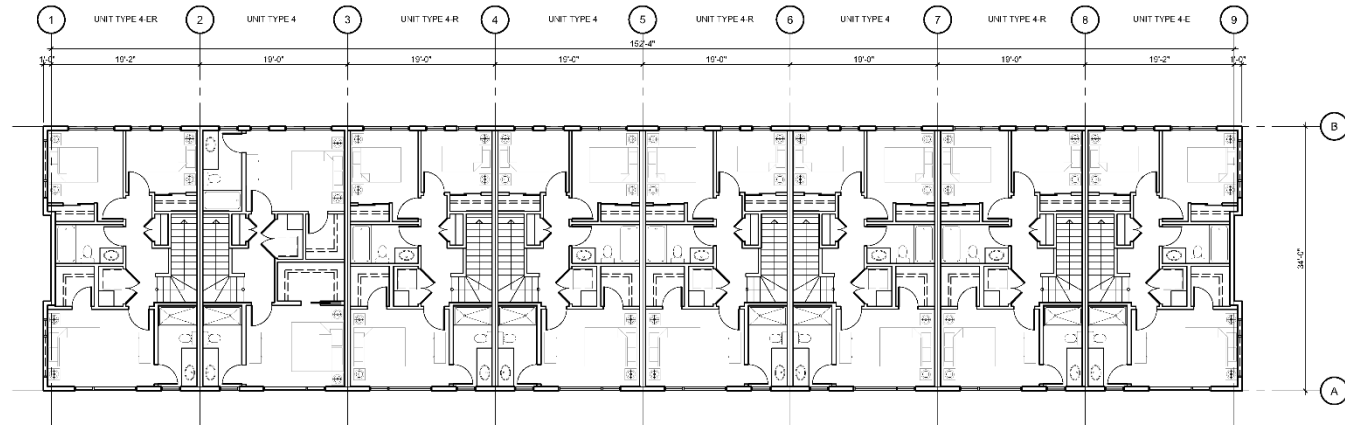 1 UNIT TYPE 4-ER 2 UNIT TYPE 4 3 UNIT TYPE 4-R 4 UNIT TYPE 4 5 UNIT TYPE 4-R 6 UNIT TYPE 4 7 UNIT TYPE 4-R 8 UNIT TYPE 4-E 9
152'-4"
1'-0" 19'-2" 19'-0" 19'-0" 19'-0" 19'-0" 19'-0" 19'-0" 19'-2" 1'-0"
B
34'-0"
A